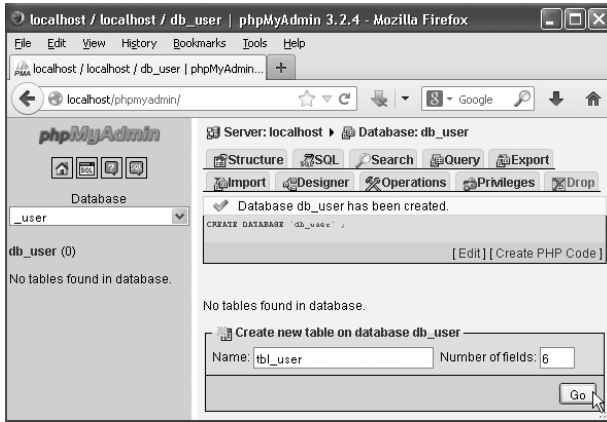 localhost / localhost / db_user | phpMyAdmin 3.2.4 - Mozilla Firefox
File Edit View History Bookmarks Tools Help
localhost / localhost / db_user | phpMyAdmin... +
localhost/phpmyadmin/ Google
phpMyAdmin
Server: localhost Database: db_user
Structure SQL Search Query Export
Import Designer Operations Privileges Drop
Database
_user
db_user (0)
No tables found in database.
Database db_user has been created.
CREATE DATABASE `db_user` ;
[ Edit ] [ Create PHP Code ]
No tables found in database.
Create new table on database db_user
Name: tbl_user Number of fields: 6
Go